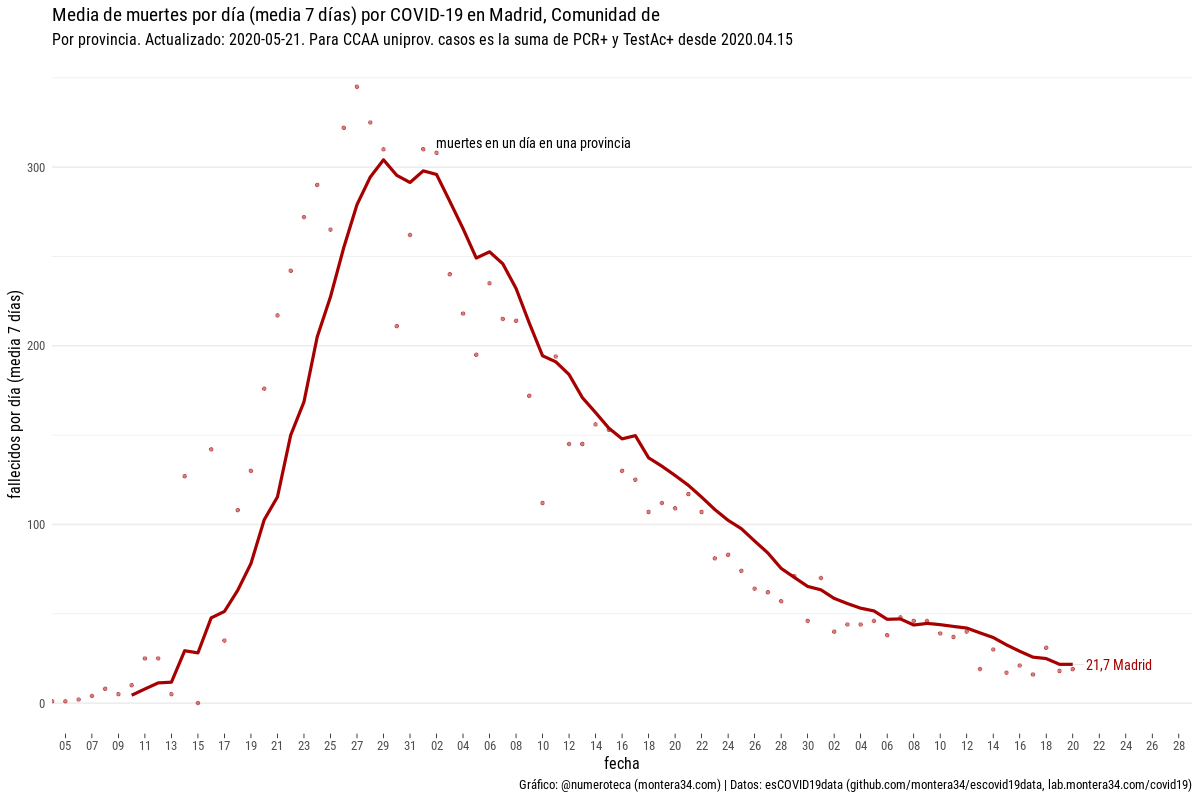 Media de muertes por día (media 7 días) por COVID-19 en Madrid, Comunidad de
Por provincia. Actualizado: 2020-05-21. Para CCAA uniprov. casos es la suma de PCR+ y TestAc+ desde 2020.04.15
muertes en un día en una provincia
fallecidos por día (media 7 días)
300
200
100
0
21,7 Madrid
05 07 09 11 13 15 17 19 21 23 25 27 29 31 02 04 06 08 10 12 14 16 18 20 22 24 26 28 30 02 04 06 08 10 12 14 16 18 20 22 24 26 28
fecha
Gráfico: @numeroteca (montera34.com) | Datos: esCOVID19data (github.com/montera34/escovid19data, lab.montera34.com/covid19)